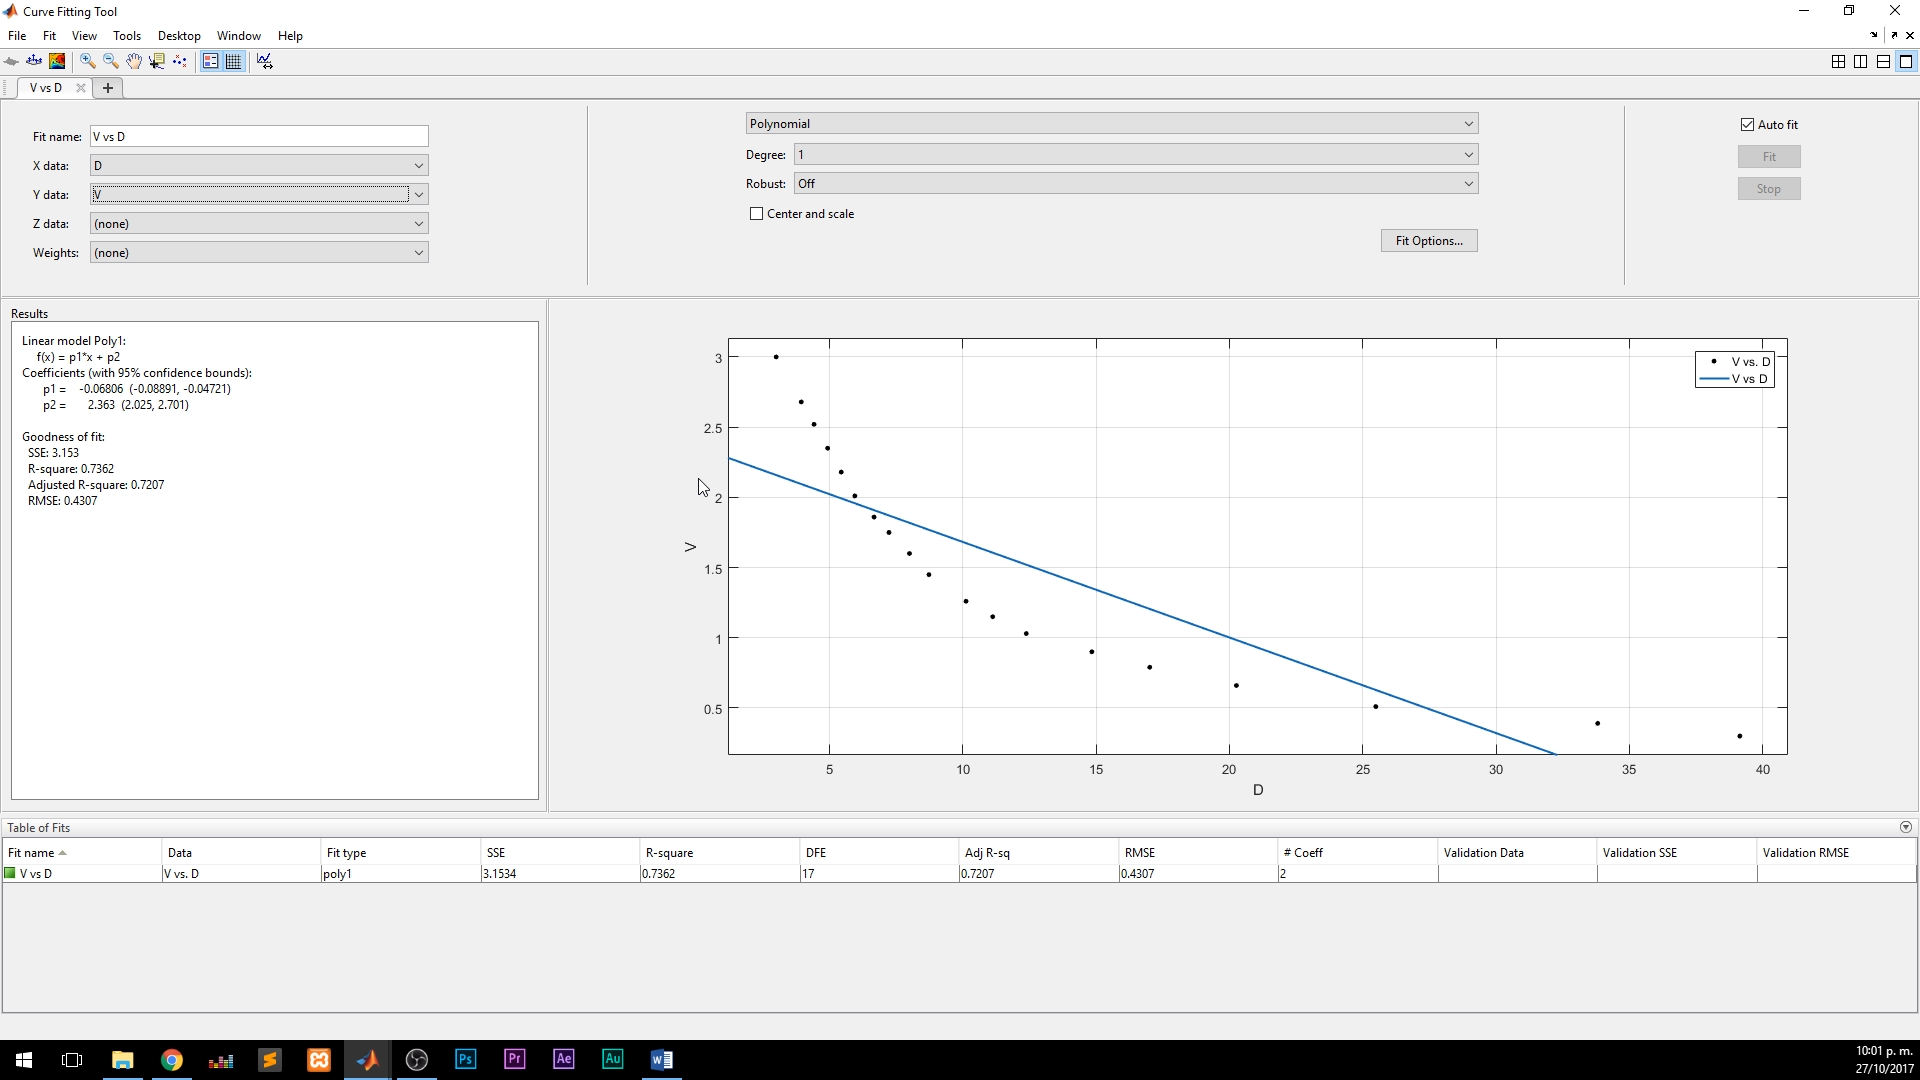 Curve Fitting Tool
File Fit View Tools Desktop Window Help
V vs D
Fit name: V vs D
X data: D
Y data: V
Z data: (none)
Weights: (none)
Polynomial
Degree: 1
Robust: Off
Center and scale
Fit Options...
Auto fit
Fit
Stop
Results
Linear model Poly1:
f(x) = p1*x + p2
Coefficients (with 95% confidence bounds):
p1 = -0.06806 (-0.08891, -0.04721)
p2 = 2.363 (2.025, 2.701)
Goodness of fit:
SSE: 3.153
R-square: 0.7362
Adjusted R-square: 0.7207
RMSE: 0.4307
3
2.5
2
1.5
1
0.5
V
5 10 15 20 25 30 35 40
D
V vs. D
V vs D
Table of Fits
Fit name Data Fit type SSE R-square DFE Adj R-sq RMSE # Coeff Validation Data Validation SSE Validation RMSE
V vs D V vs. D poly1 3.1534 0.7362 17 0.7207 0.4307 2
Ps Pr Ae Au W
10:01 p. m.
27/10/2017